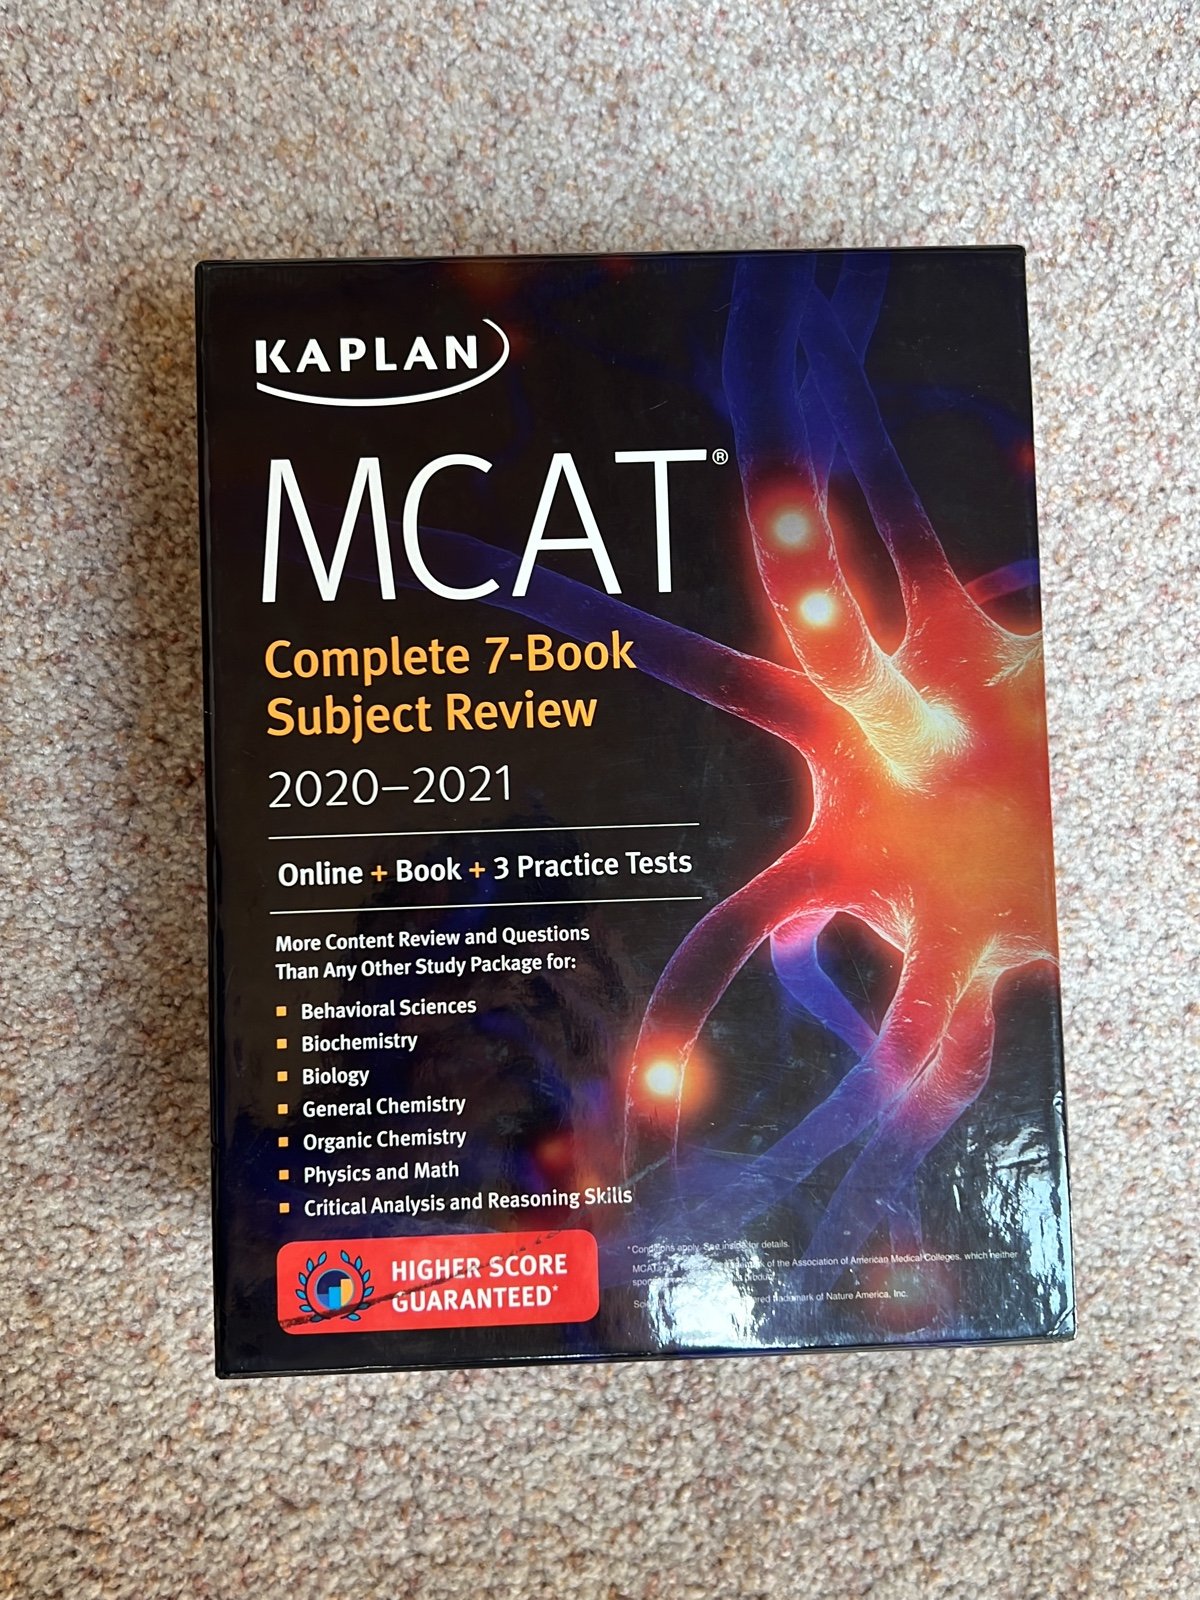 KAPLAN
MCAT®
Complete 7-Book
Subject Review
2020–2021
Online + Book + 3 Practice Tests
More Content Review and Questions
Than Any Other Study Package for:
Behavioral Sciences
Biochemistry
Biology
General Chemistry
Organic Chemistry
Physics and Math
Critical Analysis and Reasoning Skills
HIGHER SCORE
GUARANTEED*
*Conditions apply. See inside for details.
MCAT of the Association of American Medical Colleges, which neither
product.
trademark of Nature America, Inc.